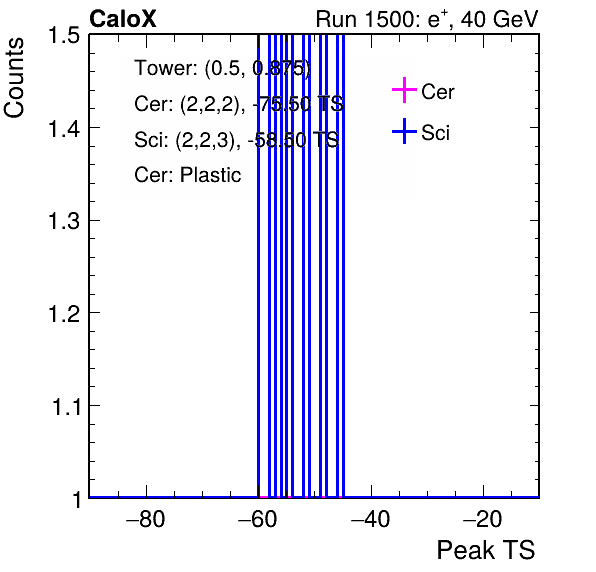 CaloX Run 1500: e⁺, 40 GeV
Counts
1.5
Tower: (0.5, 0.875)
Cer
Cer: (2,2,2), -75.50 TS
1.4
Sci
Sci: (2,2,3), -58.50 TS
Cer: Plastic
1.3
1.2
1.1
1
−80 −60 −40 −20
Peak TS